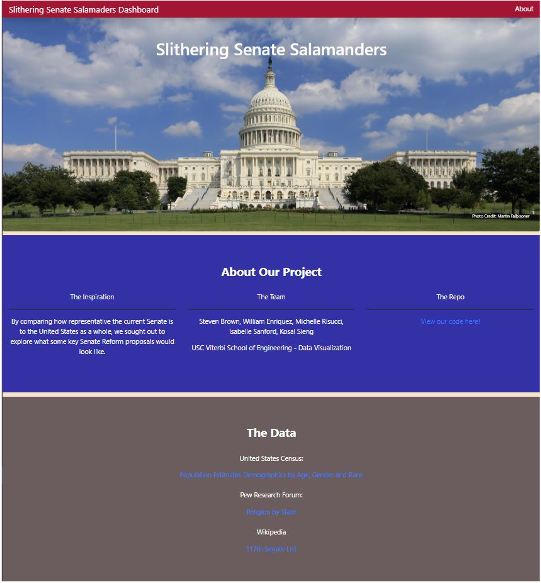 Slithering Senate Salamaders Dashboard
About
Slithering Senate Salamanders
Photo Credit: Martin Falbisoner
About Our Project
The Inspiration
By comparing how representative the current Senate is
to the United States as a whole, we sought out to
explore what some key Senate Reform proposals would
look like.
The Team
Steven Brown, William Enriquez, Michelle Risucci,
Isabelle Sanford, Kosal Sieng
USC Viterbi School of Engineering - Data Visualization
The Repo
View our code here!
The Data
United States Census:
Population Estimates Demographics by Age, Gender and Race
Pew Research Forum:
Religion by State
Wikipedia
117th Senate List